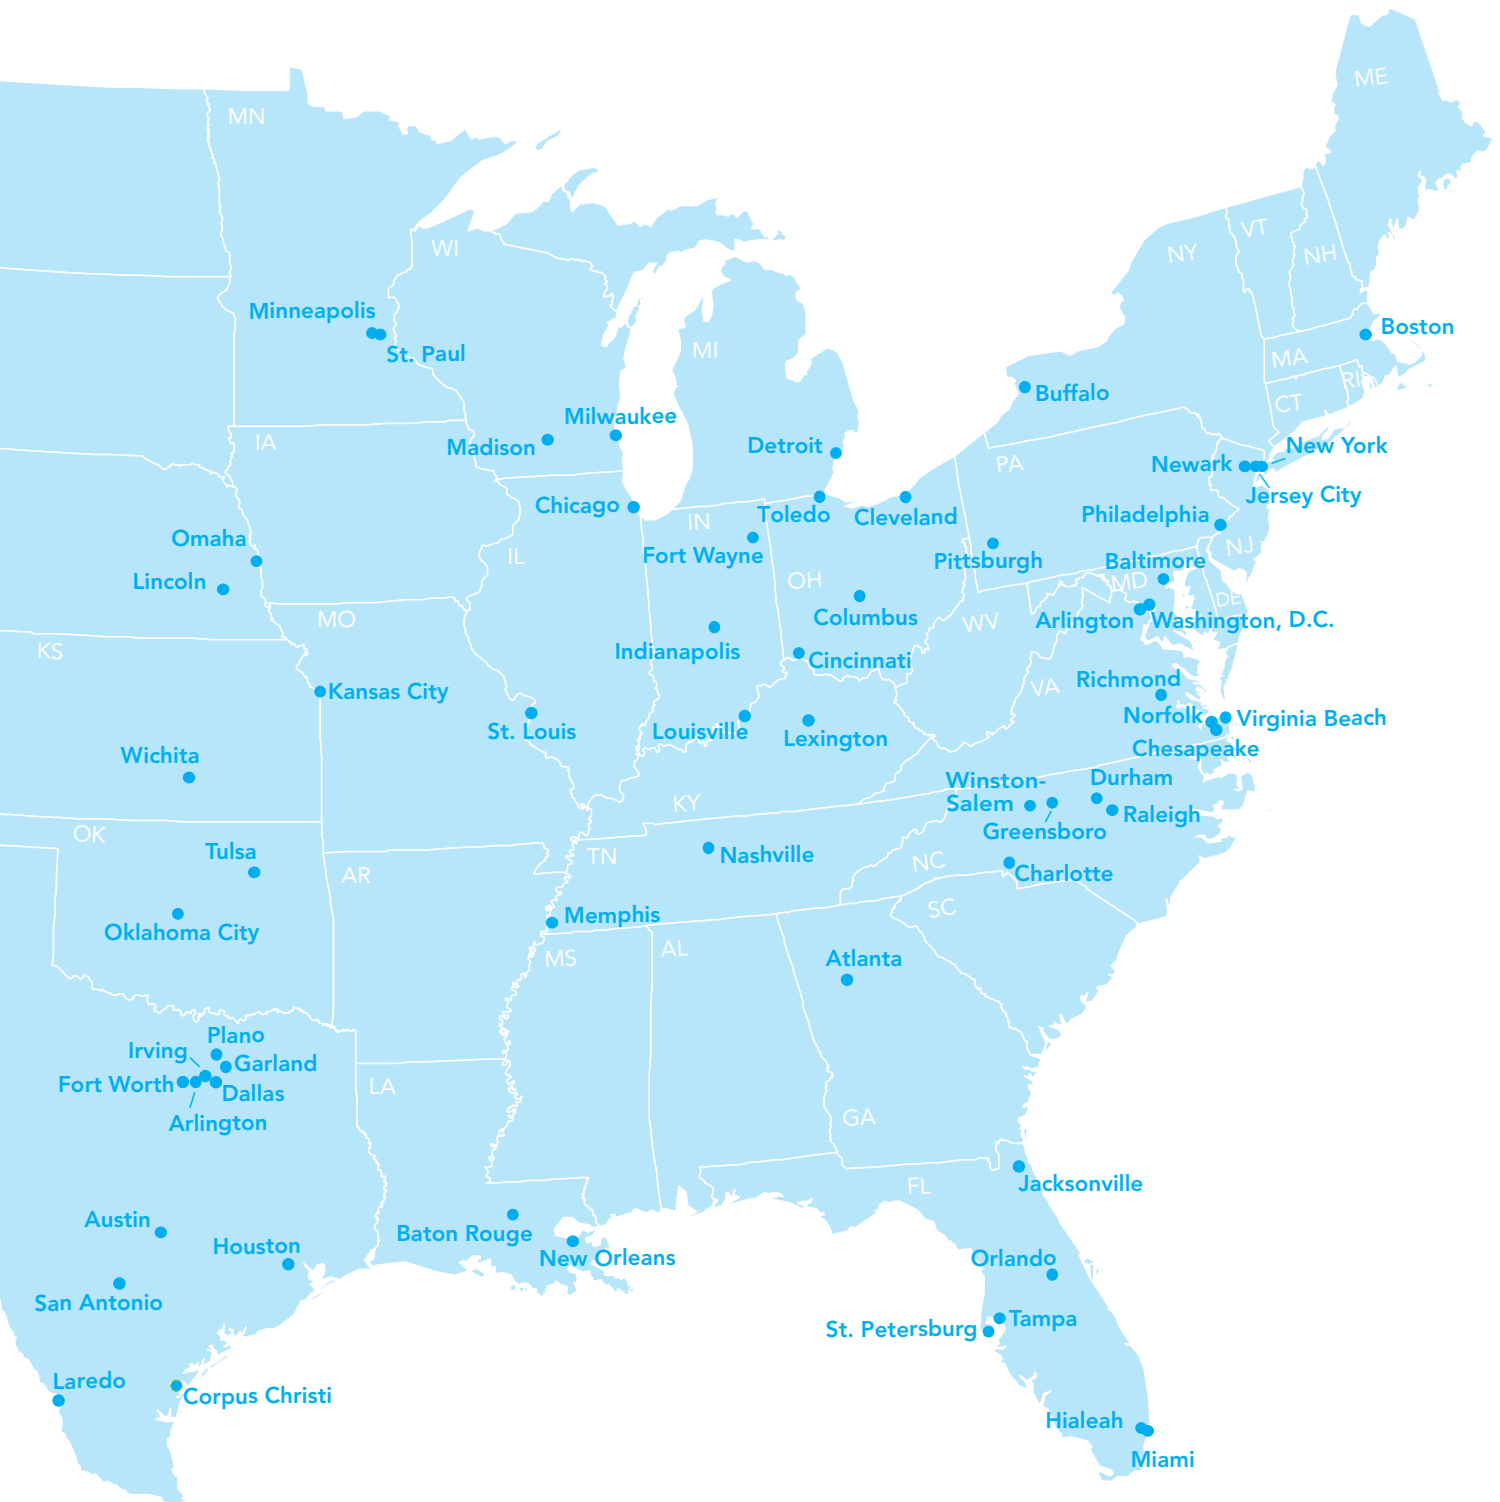 ME
MN
VT
NY
WI
NH
Minneapolis
Boston
St. Paul
MI
MA
RI
Buffalo
CT
Milwaukee
IA
Madison
Detroit
New York
PA
Newark
Jersey City
Chicago
Toledo
Cleveland
Philadelphia
IN
Omaha
NJ
IL
Fort Wayne
Pittsburgh
Baltimore
Lincoln
OH
MD
DE
MO
Columbus
WV
Arlington
Washington, D.C.
KS
Indianapolis
Cincinnati
Kansas City
VA
Richmond
St. Louis
Louisville
Lexington
Norfolk
Virginia Beach
Chesapeake
Wichita
Winston-
Salem
Durham
KY
Greensboro
Raleigh
OK
Tulsa
TN
Nashville
NC
Charlotte
AR
SC
Memphis
Oklahoma City
MS
AL
Atlanta
Plano
Irving
Garland
Fort Worth
Dallas
LA
Arlington
GA
FL
Jacksonville
Austin
Houston
Baton Rouge
New Orleans
Orlando
San Antonio
Tampa
St. Petersburg
Laredo
Corpus Christi
Hialeah
Miami